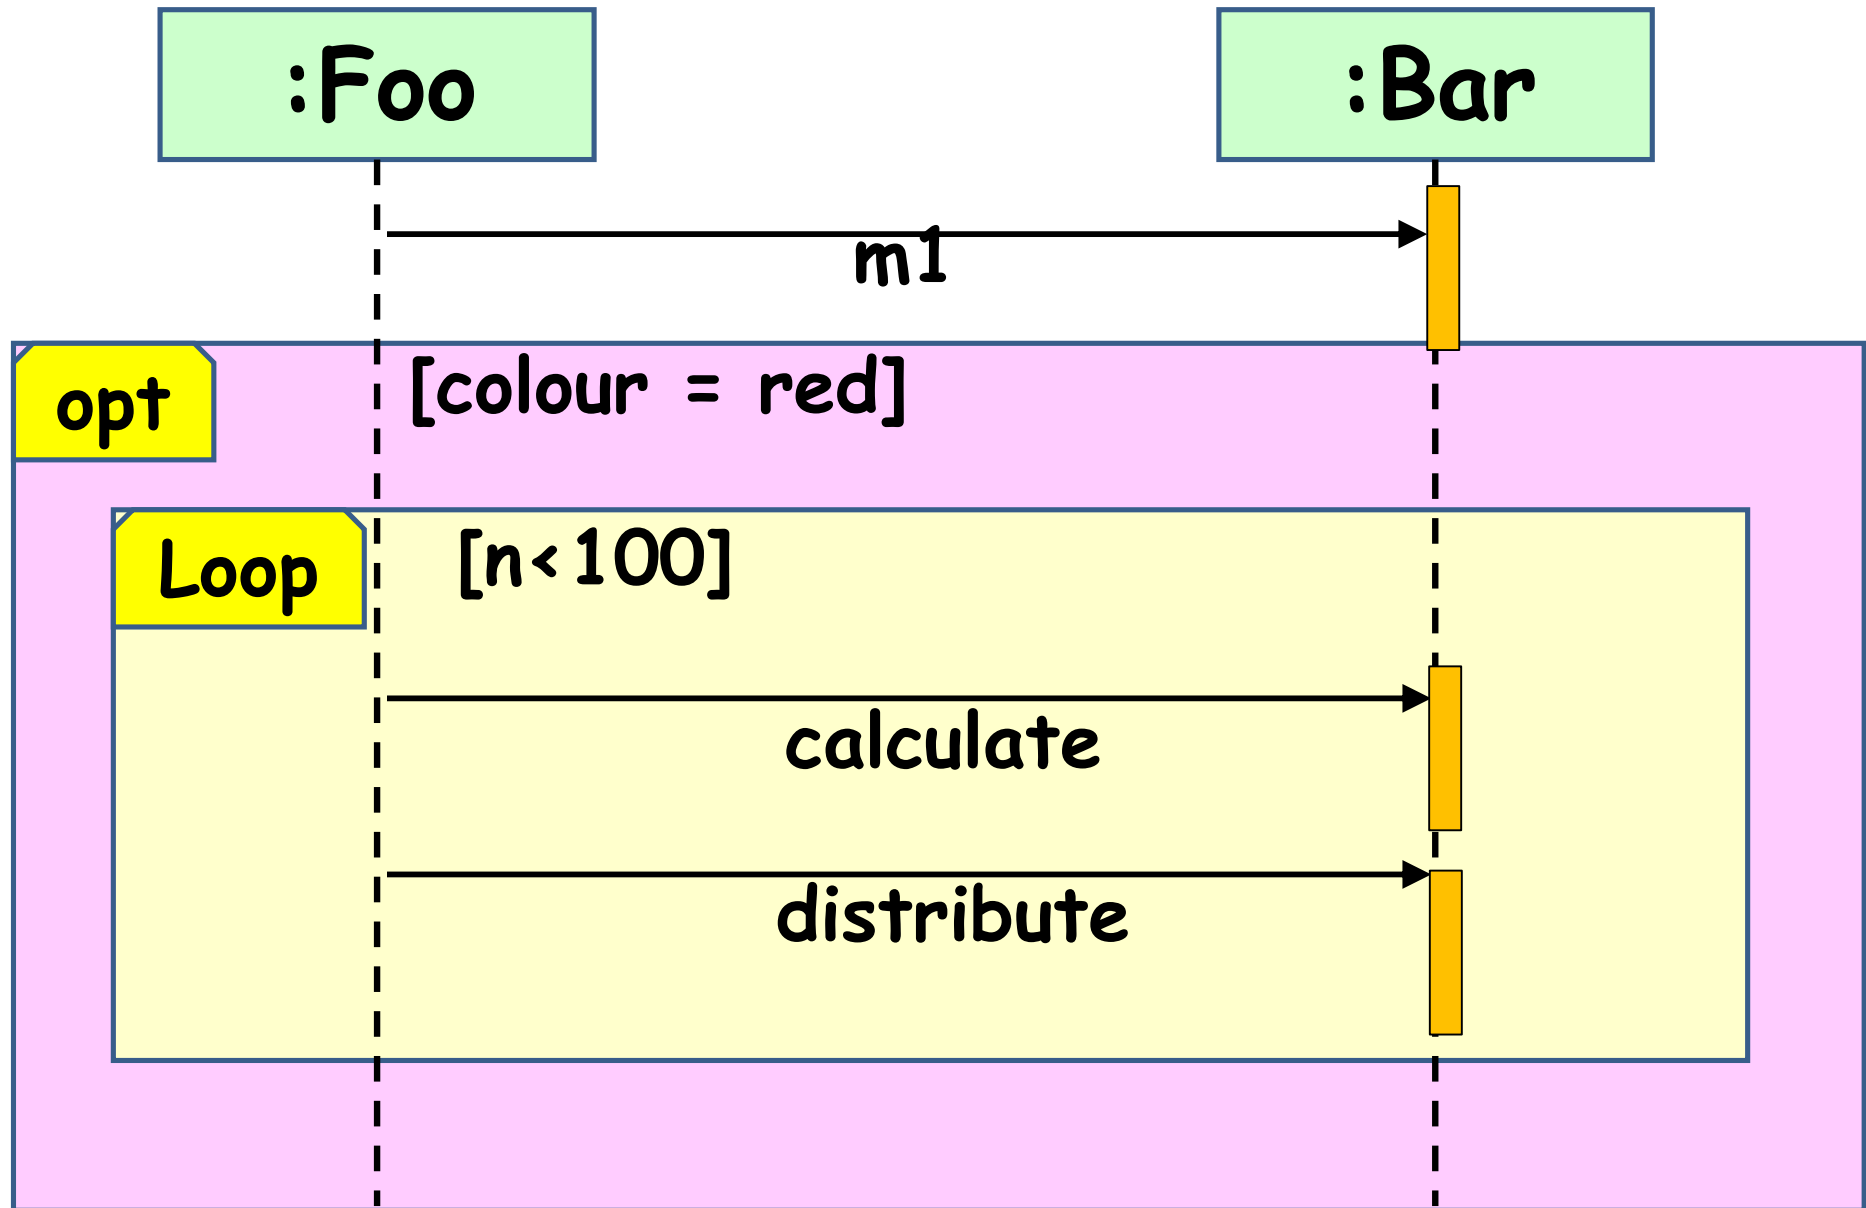 :Foo
:Bar
m1
opt
[colour = red]
Loop
[n<100]
calculate
distribute